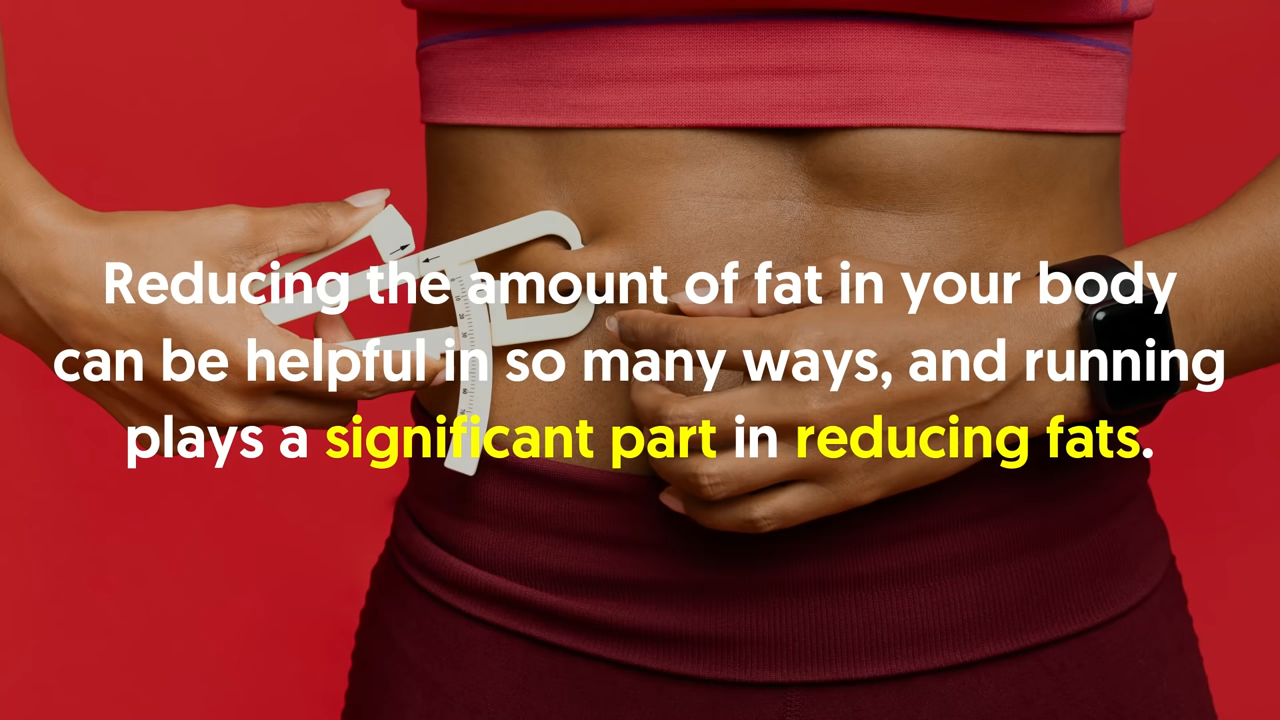 Reducing the amount of fat in your body
can be helpful in so many ways, and running
plays a significant part in reducing fats.